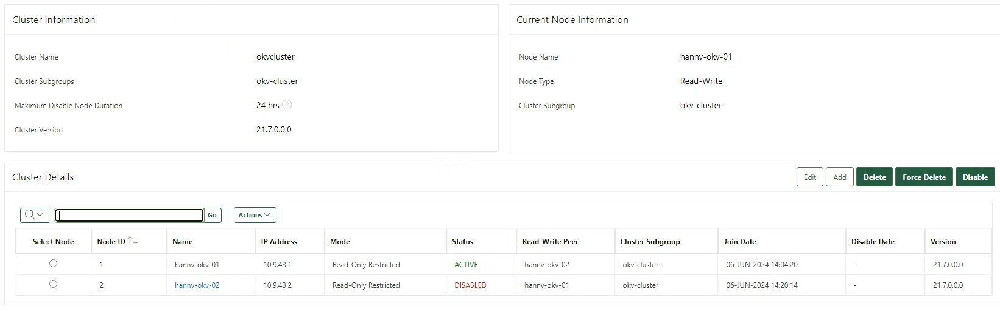 Cluster Information
Cluster Name okvcluster
Cluster Subgroups okv-cluster
Maximum Disable Node Duration 24 hrs ?
Cluster Version 21.7.0.0.0
Current Node Information
Node Name hannv-okv-01
Node Type Read-Write
Cluster Subgroup okv-cluster
Cluster Details Edit Add Delete Force Delete Disable
Go Actions
Select Node Node ID Name IP Address Mode Status Read-Write Peer Cluster Subgroup Join Date Disable Date Version
1 hannv-okv-01 10.9.43.1 Read-Only Restricted ACTIVE hannv-okv-02 okv-cluster 06-JUN-2024 14:04:20 - 21.7.0.0.0
2 hannv-okv-02 10.9.43.2 Read-Only Restricted DISABLED hannv-okv-01 okv-cluster 06-JUN-2024 14:20:14 - 21.7.0.0.0